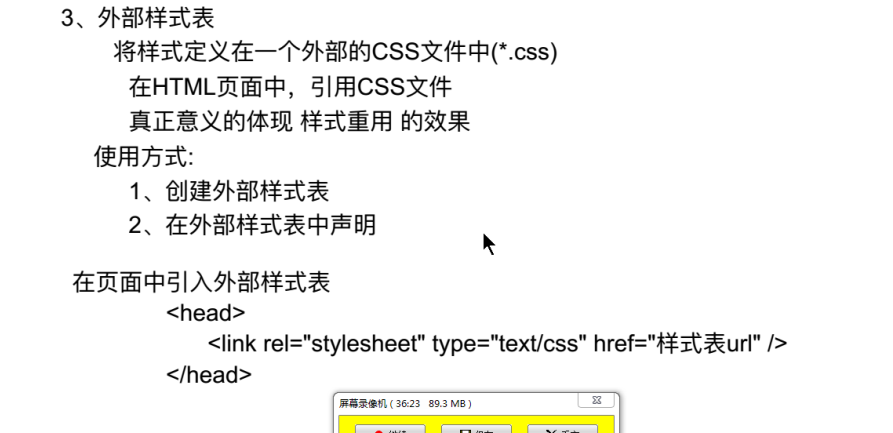 3、外部样式表
将样式定义在一个外部的CSS文件中(*.css)
在HTML页面中，引用CSS文件
真正意义的体现 样式重用 的效果
使用方式:
1、创建外部样式表
2、在外部样式表中声明
在页面中引入外部样式表
<head>
<link rel="stylesheet" type="text/css" href="样式表url" />
</head>
屏幕录像机 ( 36:23 89.3 MB )